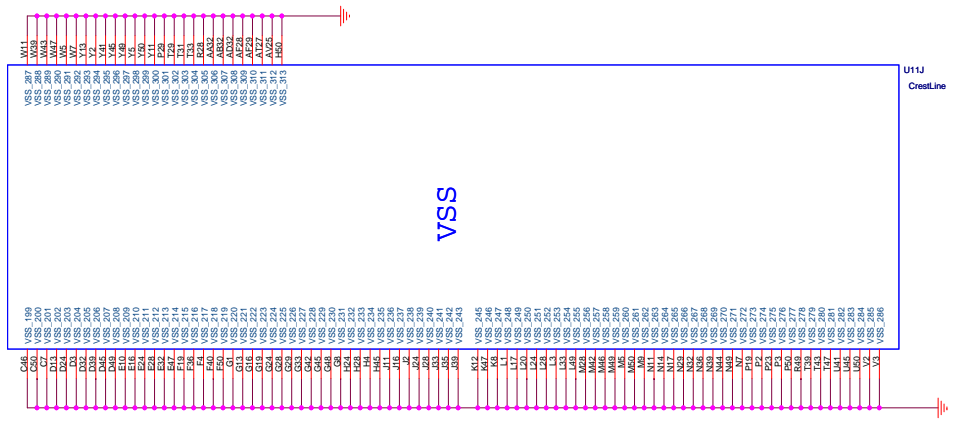 W11
W39
W43
W47
W5
W7
Y13
Y2
Y41
Y45
Y49
Y5
Y50
Y11
P29
T29
T31
T33
R28
AA32
AB32
AD32
AF28
AF29
AT27
AV25
H50
VSS_287
VSS_288
VSS_289
VSS_290
VSS_291
VSS_292
VSS_293
VSS_294
VSS_295
VSS_296
VSS_297
VSS_298
VSS_299
VSS_300
VSS_301
VSS_302
VSS_303
VSS_304
VSS_305
VSS_306
VSS_307
VSS_308
VSS_309
VSS_310
VSS_311
VSS_312
VSS_313
U11J
CrestLine
VSS
VSS_199
VSS_200
VSS_201
VSS_202
VSS_203
VSS_204
VSS_205
VSS_206
VSS_207
VSS_208
VSS_209
VSS_210
VSS_211
VSS_212
VSS_213
VSS_214
VSS_215
VSS_216
VSS_217
VSS_218
VSS_219
VSS_220
VSS_221
VSS_222
VSS_223
VSS_224
VSS_225
VSS_226
VSS_227
VSS_228
VSS_229
VSS_230
VSS_231
VSS_232
VSS_233
VSS_234
VSS_235
VSS_236
VSS_237
VSS_238
VSS_239
VSS_240
VSS_241
VSS_242
VSS_243
VSS_245
VSS_246
VSS_247
VSS_248
VSS_249
VSS_250
VSS_251
VSS_252
VSS_253
VSS_254
VSS_255
VSS_256
VSS_257
VSS_258
VSS_259
VSS_260
VSS_261
VSS_262
VSS_263
VSS_264
VSS_265
VSS_266
VSS_267
VSS_268
VSS_269
VSS_270
VSS_271
VSS_272
VSS_273
VSS_274
VSS_275
VSS_276
VSS_277
VSS_278
VSS_279
VSS_280
VSS_281
VSS_282
VSS_283
VSS_284
VSS_285
VSS_286
C46
C50
C7
D13
D24
D3
D32
D39
D45
D49
E10
E16
E24
E28
E32
E47
F19
F36
F4
F40
F50
G1
G13
G16
G19
G24
G28
G29
G33
G42
G45
G48
G8
H24
H28
H4
H45
J11
J16
J2
J24
J28
J33
J35
J39
K12
K47
K8
L1
L17
L20
L24
L28
L3
L33
L49
M28
M42
M46
M49
M5
M50
M9
N11
N14
N17
N29
N32
N36
N39
N44
N49
N7
P19
P2
P23
P3
P50
R49
T39
T43
T47
U41
U45
U50
V2
V3